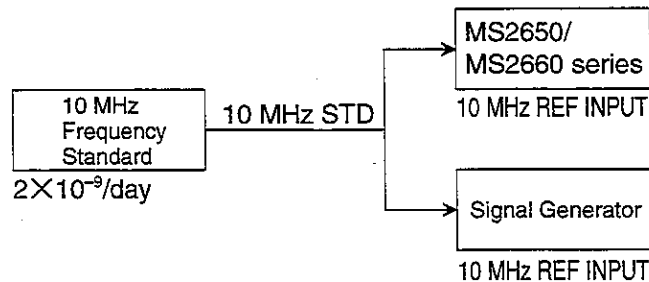 10 MHz
Frequency
Standard
2×10⁻⁹/day
10 MHz STD
MS2650/
MS2660 series
10 MHz REF INPUT
Signal Generator
10 MHz REF INPUT